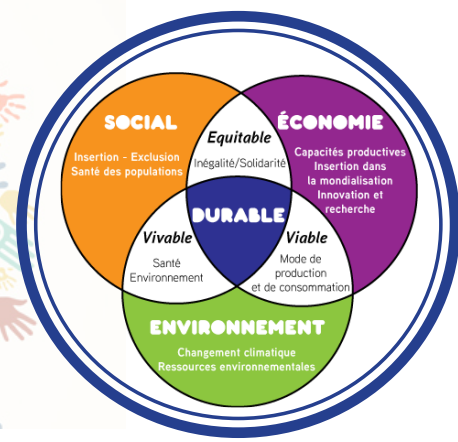 SOCIAL
Insertion - Exclusion
Santé des populations
Equitable
Inégalité/Solidarité
ÉCONOMIE
Capacités productives
Insertion dans
la mondialisation
Innovation et
recherche
DURABLE
Vivable
Santé
Environnement
Viable
Mode de
production
et de consommation
ENVIRONNEMENT
Changement climatique
Ressources environnementales